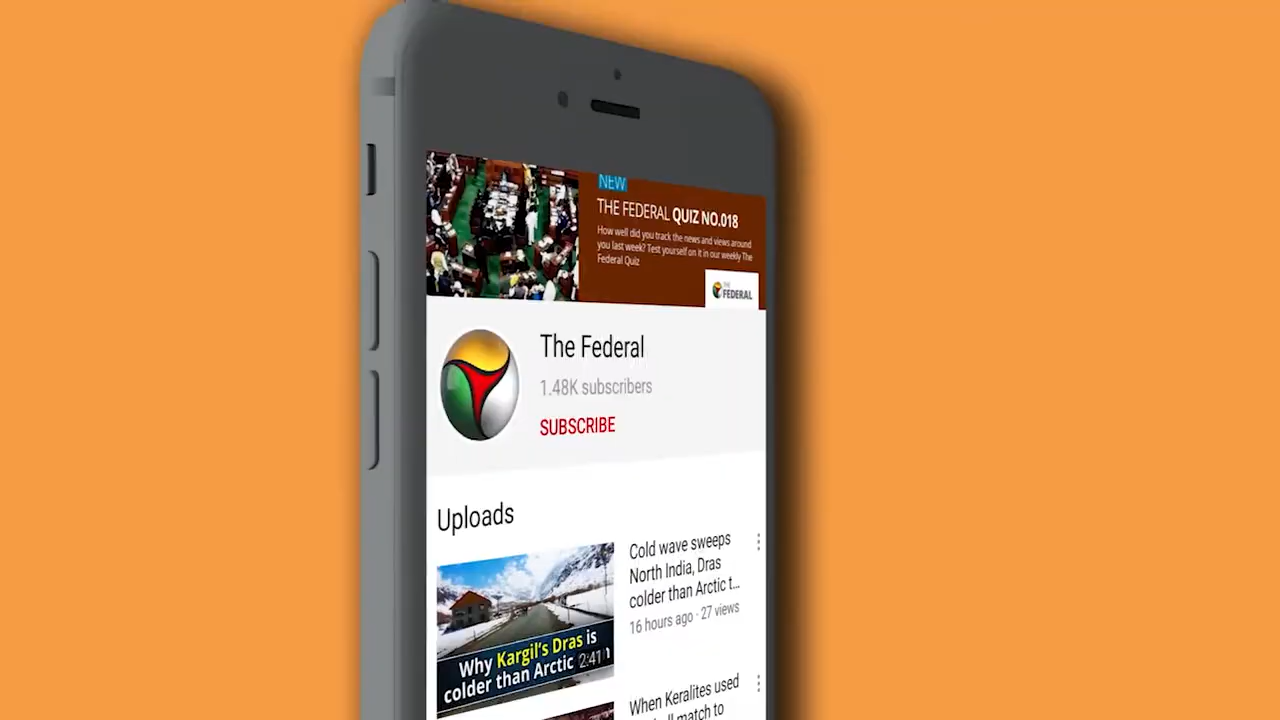 NEW
THE FEDERAL QUIZ NO.018
How well did you track the news and views around
you last week? Test yourself on it in our weekly The
Federal Quiz
THE
FEDERAL
The Federal
1.48K subscribers
SUBSCRIBE
Uploads
Cold wave sweeps
North India, Dras
colder than Arctic t...
16 hours ago · 27 views
Why Kargil's Dras is
colder than Arctic
2:41
When Keralites used
match to